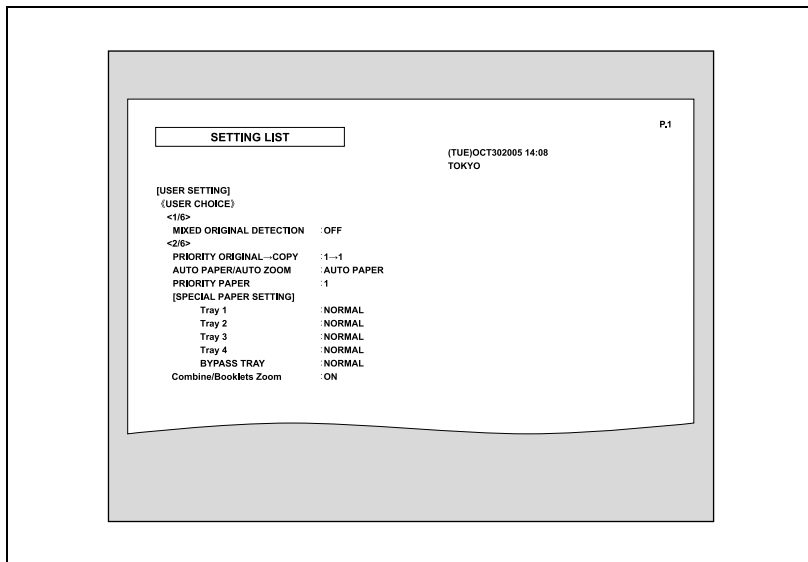 P.1
SETTING LIST
(TUE)OCT302005 14:08
TOKYO
[USER SETTING]
《USER CHOICE》
<1/6>
MIXED ORIGINAL DETECTION :OFF
<2/6>
PRIORITY ORIGINAL→COPY :1→1
AUTO PAPER/AUTO ZOOM :AUTO PAPER
PRIORITY PAPER :1
[SPECIAL PAPER SETTING]
Tray 1 :NORMAL
Tray 2 :NORMAL
Tray 3 :NORMAL
Tray 4 :NORMAL
BYPASS TRAY :NORMAL
Combine/Booklets Zoom :ON